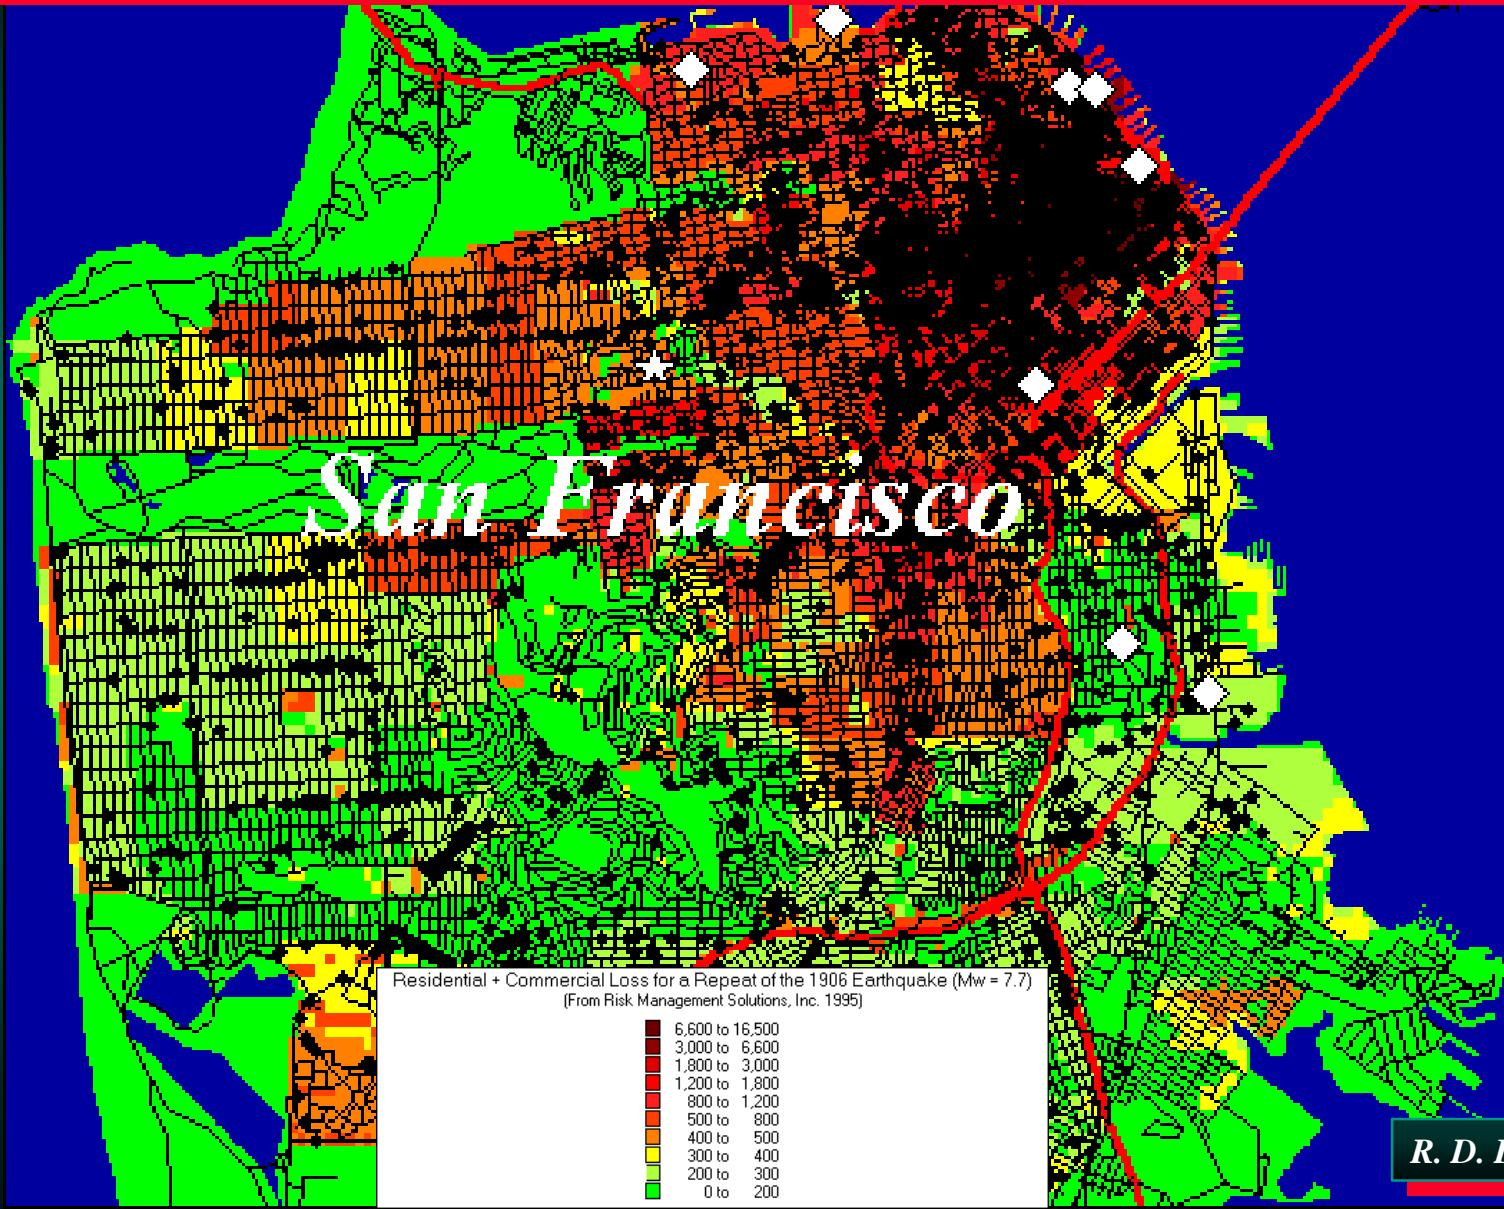 San Francisco
Residential + Commercial Loss for a Repeat of the 1906 Earthquake (Mw = 7.7)
(From Risk Management Solutions, Inc. 1995)
6,600 to 16,500
3,000 to 6,600
1,800 to 3,000
1,200 to 1,800
800 to 1,200
500 to 800
400 to 500
300 to 400
200 to 300
0 to 200
R. D.